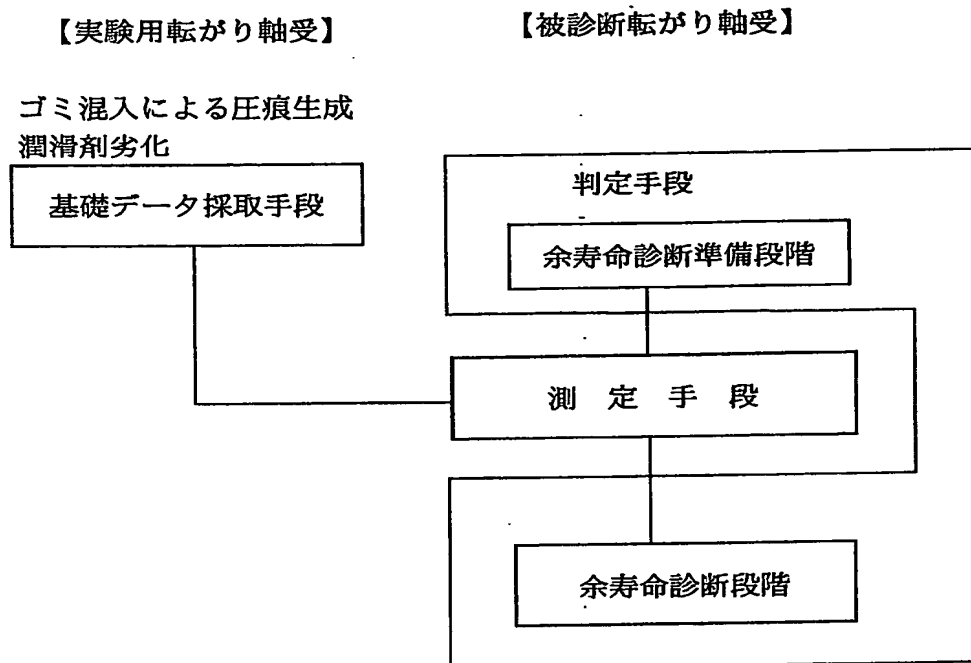 【実験用転がり軸受】
【被診断転がり軸受】
ゴミ混入による圧痕生成
潤滑剤劣化
基礎データ採取手段
判定手段
余寿命診断準備段階
測 定 手 段
余寿命診断段階